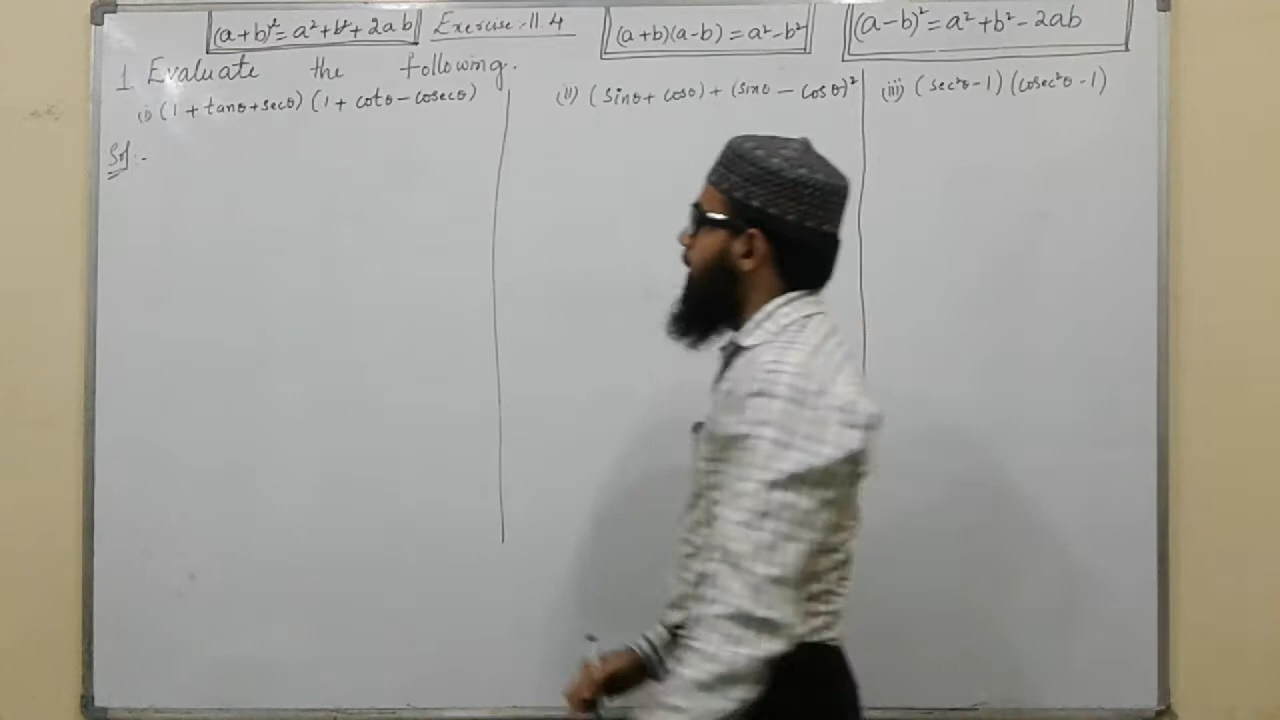 (a+b)² = a²+b²+2ab Exercise:-11.4 (a+b)(a-b) = a²-b² (a-b)² = a²+b²-2ab
1. Evaluate the following.
(i) (1+tanθ+secθ) (1+cotθ-cosecθ) (ii) (sinθ+cosθ)+(sinθ-cosθ)² (iii) (sec²θ-1) (cosec²θ-1)
Sol:-